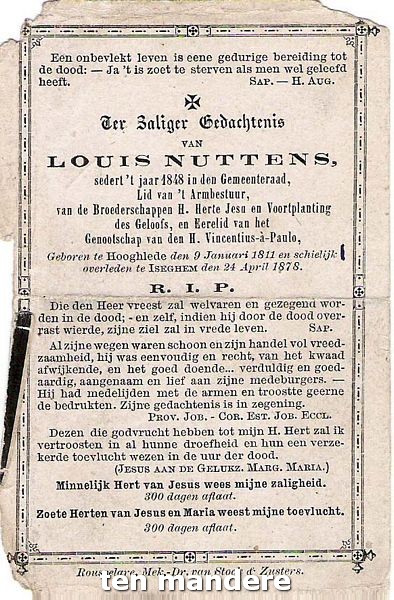 Een onbevlekt leven is eene gedurige bereiding tot
de dood: — Ja 't is zoet te sterven als men wel geleefd
heeft. SAP. — H. AUG.
Ter Zaliger Gedachtenis
VAN
LOUIS NUTTENS,
sedert 't jaar 1848 in den Gemeenteraad,
Lid van 't Armbestuur,
van de Broederschappen H. Herte Jesu en Voortplanting
des Geloofs, en Eerelid van het
Genootschap van den H. Vincentius-à-Paulo,
Geboren te HOOGHLEDE den 9 Januari 1811 en schielijk
overleden te ISEGHEM den 24 April 1878.
R. I. P.
Die den Heer vreest zal welvaren en gezegend wor-
den in de dood; - en zelf, indien hij door de dood over-
rast wierde, zijne ziel zal in vrede leven. SAP.
Al zijne wegen waren schoon en zijn handel vol vreed-
zaamheid, hij was eenvoudig en recht, van het kwaad
afwijkende, en het goed doende... verduldig en goed-
aardig, aangenaam en lief aan zijne medeburgers. —
Hij had medelijden met de armen en troostte geerne
de bedrukten. Zijne gedachtenis is in zegening.
PROV. JOB. - COR. EST. JOB. ECCL.
Dezen die godvrucht hebben tot mijn H. Hert zal ik
vertroosten in al hunne droefheid en hun een verze-
kerde toevlucht wezen in de uur der dood.
(JESUS AAN DE GELUKZ. MARG. MARIA.)
Minnelijk Hert van Jesus wees mijne zaligheid.
300 dagen aflaat.
Zoete Herten van Jesus en Maria weest mijne toevlucht.
300 dagen aflaat.
Rousselare, Mek.-Dr. van Stock & Zusters.
ten mandere